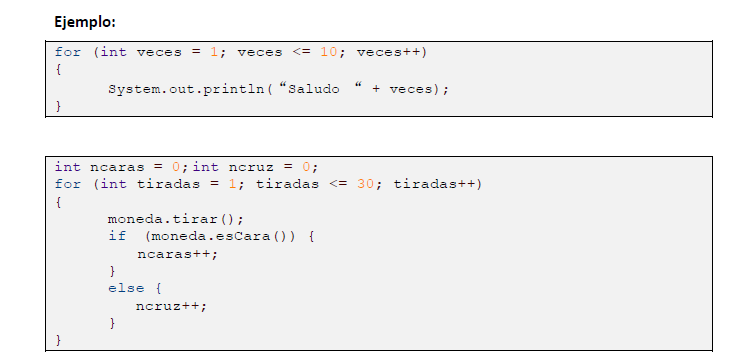 Ejemplo:
for (int veces = 1; veces <= 10; veces++)
{
System.out.println( “Saludo “ + veces);
}
int ncaras = 0; int ncruz = 0;
for (int tiradas = 1; tiradas <= 30; tiradas++)
{
moneda.tirar();
if (moneda.esCara()) {
ncaras++;
}
else {
ncruz++;
}
}